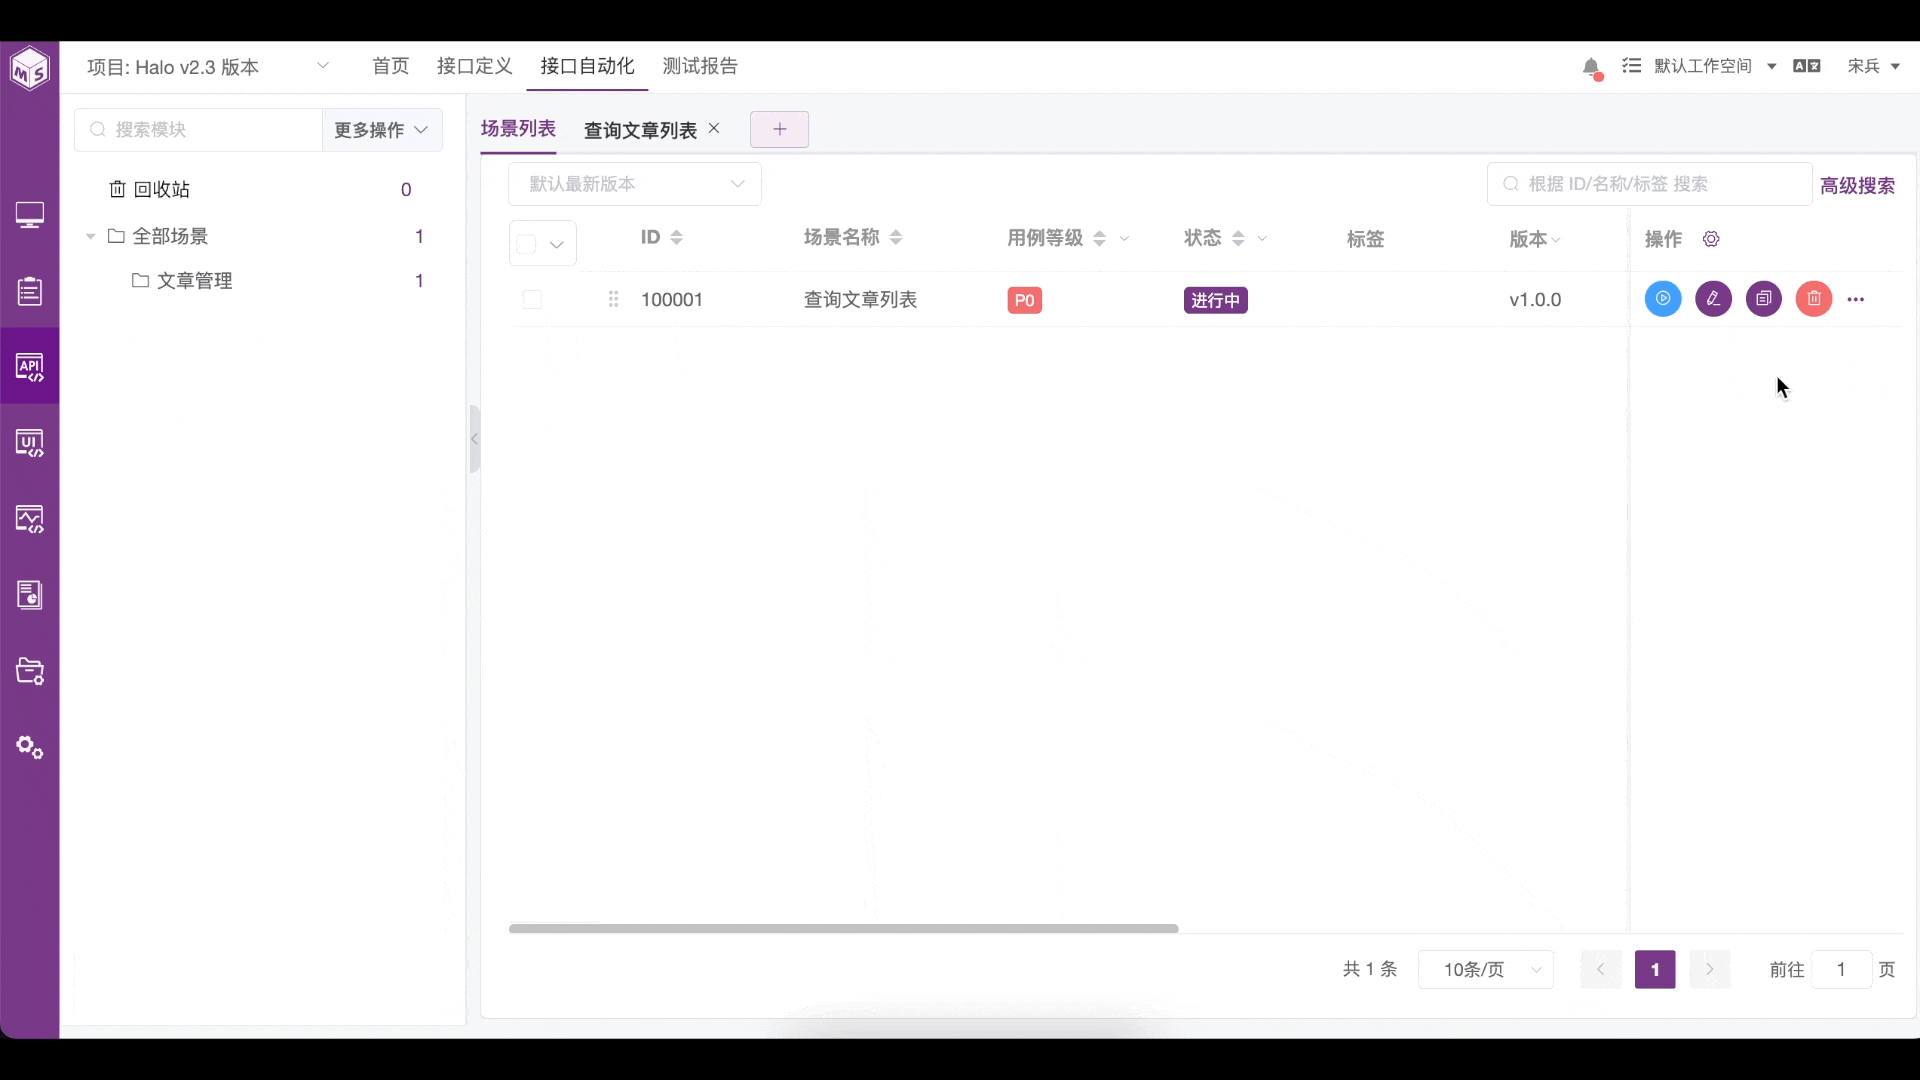 MS
项目: Halo v2.3 版本
首页
接口定义
接口自动化
测试报告
默认工作空间
宋兵
搜索模块
更多操作
回收站
0
全部场景
1
文章管理
1
API
UI
场景列表
查询文章列表
默认最新版本
根据 ID/名称/标签 搜索
高级搜索
ID
场景名称
用例等级
状态
标签
版本
操作
100001
查询文章列表
P0
进行中
v1.0.0
共 1 条
10条/页
1
前往
1
页